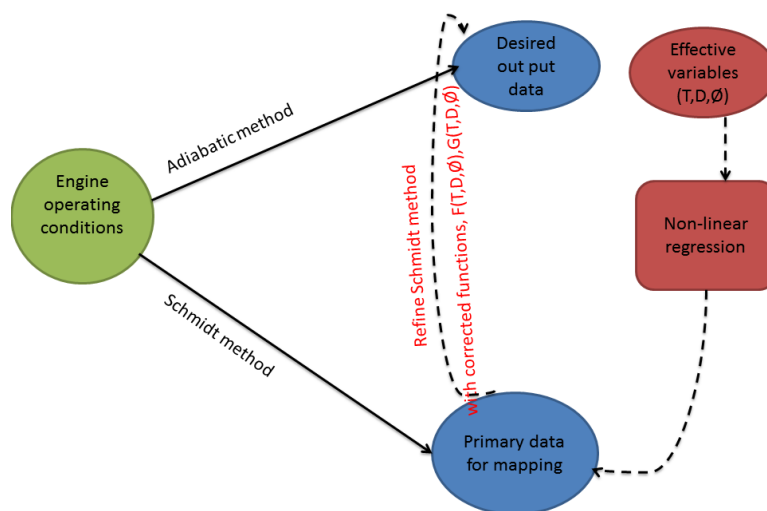 Desired
out put
data
Effective
variables
(T,D,Ø)
Adiabatic method
Engine
operating
conditions
Refine Schmidt method
with corrected functions, F(T,D,Ø),G(T,D,Ø)
Non-linear
regression
Schmidt method
Primary data
for mapping